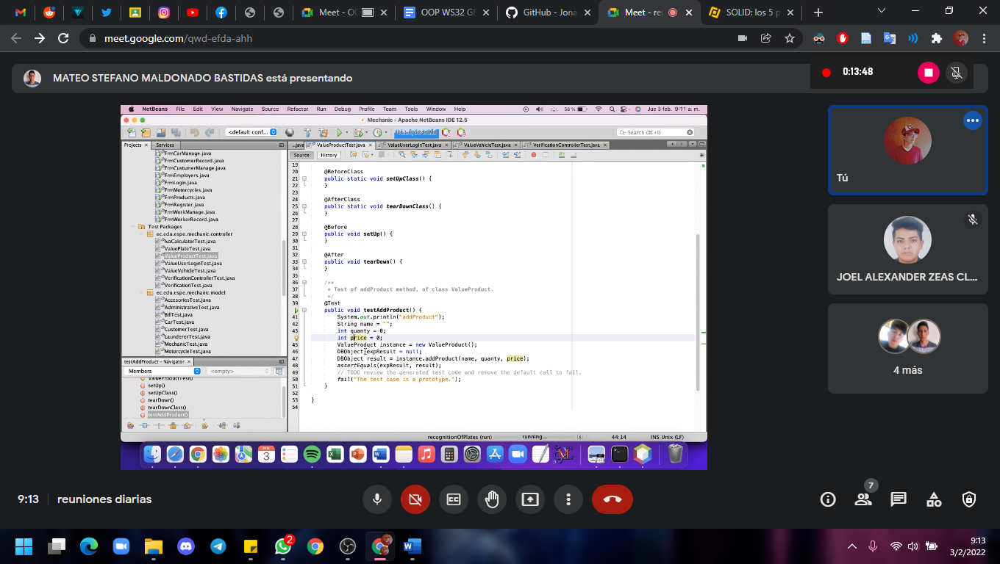 Meet - OC
OOP WS32 GF
GitHub - Jona
Meet - reu
SOLID: los 5 p
meet.google.com/qwd-efda-ahh
MATEO STEFANO MALDONADO BASTIDAS está presentando
0:13:48
NetBeans File Edit View Navigate Source Refactor Run Debug Profile Team Tools Window Help
56 % Jue 3 feb. 9:11 a. m.
Mechanic - Apache NetBeans IDE 12.5
<default conf...
Search (⌘+I)
Projects Services
...java ValueProductTest.java ValueUserLoginTest.java ValueVehicleTest.java VerificationControllerTest.java
Source History
FrmCarManage.java
FrmCustomerRecord.java
FrmCustumerManage.java
FrmEmployers.java
FrmLogin.java
FrmMotorcycles.java
FrmProducts.java
FrmRegister.java
FrmWorkManage.java
FrmWorkerRecord.java
Test Packages
ec.edu.espe.mechanic.controller
IvaCalculatorTest.java
ValuePlateTest.java
ValueProductTest.java
ValueUserLoginTest.java
ValueVehicleTest.java
VerificationControllerTest.java
VerificationTest.java
ec.edu.espe.mechanic.model
AccesoriesTest.java
AdministrativeTest.java
BillTest.java
CarTest.java
CustomerTest.java
LaundererTest.java
MechanicTest.java
MotorcycleTest.java
testAddProduct - Navigator
Members <empty>
ValueProductTest()
setUp()
setUpClass()
tearDown()
tearDownClass()
testAddProduct()
19
20 @BeforeClass
21 public static void setUpClass() {
22 }
23
24 @AfterClass
25 public static void tearDownClass() {
26 }
27
28 @Before
29 public void setUp() {
30 }
31
32 @After
33 public void tearDown() {
34 }
35
36 /**
37 * Test of addProduct method, of class ValueProduct.
38 */
39 @Test
public void testAddProduct() {
41 System.out.println("addProduct");
42 String name = "";
43 int quanty = 0;
int price = 0;
45 ValueProduct instance = new ValueProduct();
46 DBObject expResult = null;
47 DBObject result = instance.addProduct(name, quanty, price);
48 assertEquals(expResult, result);
49 // TODO review the generated test code and remove the default call to fail.
50 fail("The test case is a prototype.");
51 }
52
53 }
54
recognitionOfPlates (run) running... 44:14 INS Unix (LF)
FEB.
3
Tú
JOEL ALEXANDER ZEAS CL...
4 más
9:13 reuniones diarias
7
2
9:13
3/2/2022